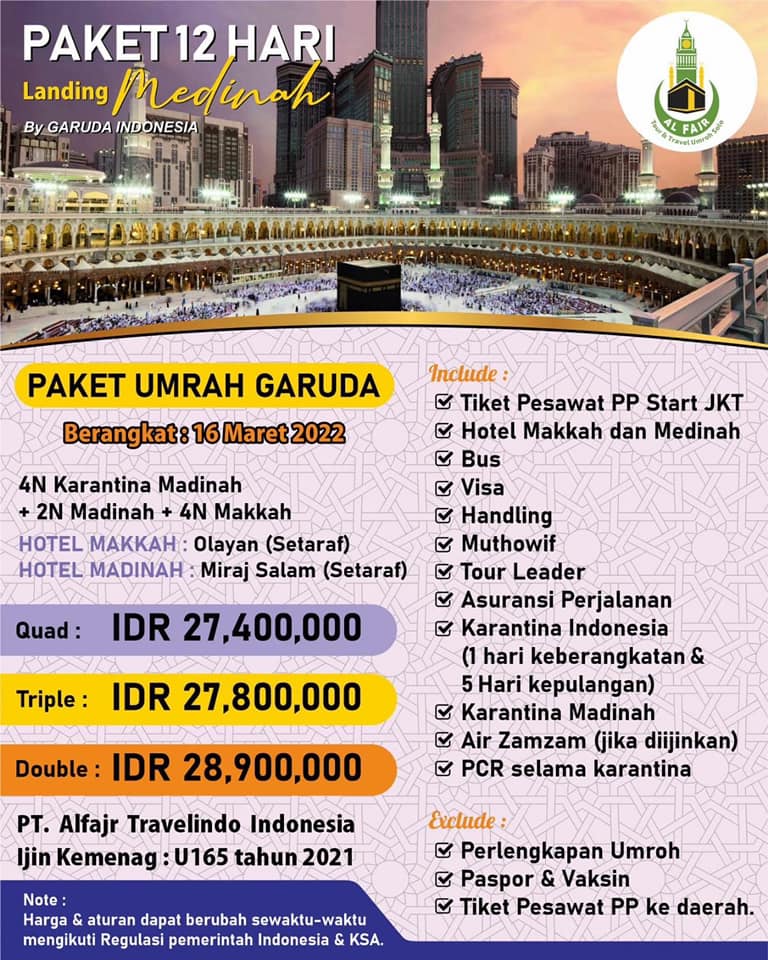 PAKET 12 HARI
Landing Medinah
By GARUDA INDONESIA
AL FAJR
Tour & Travel Umroh Solo
PAKET UMRAH GARUDA
Berangkat : 16 Maret 2022
4N Karantina Madinah
+ 2N Madinah + 4N Makkah
HOTEL MAKKAH : Olayan (Setaraf)
HOTEL MADINAH : Miraj Salam (Setaraf)
Quad : IDR 27,400,000
Triple : IDR 27,800,000
Double : IDR 28,900,000
PT. Alfajr Travelindo Indonesia
Ijin Kemenag : U165 tahun 2021
Note :
Harga & aturan dapat berubah sewaktu-waktu
mengikuti Regulasi pemerintah Indonesia & KSA.
Include :
Tiket Pesawat PP Start JKT
Hotel Makkah dan Medinah
Bus
Visa
Handling
Muthowif
Tour Leader
Asuransi Perjalanan
Karantina Indonesia
(1 hari keberangkatan &
5 Hari kepulangan)
Karantina Madinah
Air Zamzam (jika diijinkan)
PCR selama karantina
Exclude :
Perlengkapan Umroh
Paspor & Vaksin
Tiket Pesawat PP ke daerah.